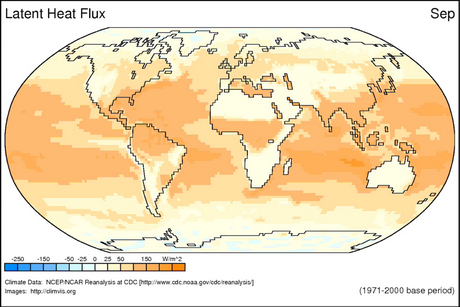 Latent Heat Flux
Sep
-250 -150 -50 -25 0 25 50 150 W/m^2
Climate Data: NCEP/NCAR Reanalysis at CDC [http://www.cdc.noaa.gov/cdc/reanalysis/]
Images: http://climvis.org
(1971-2000 base period)